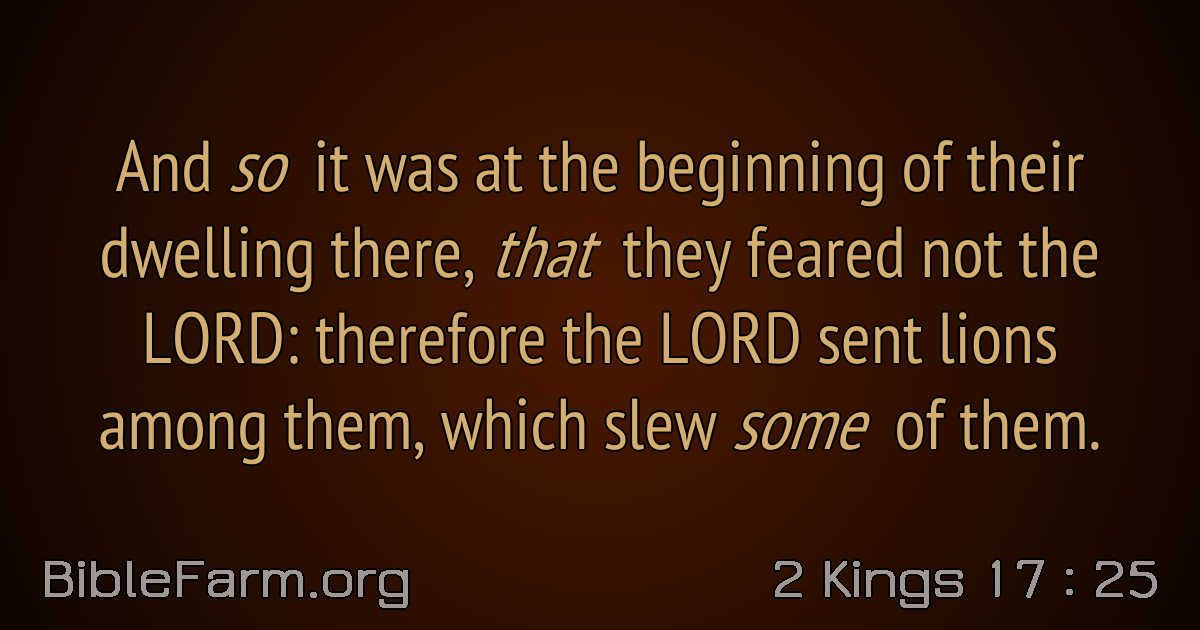 And so it was at the beginning of their
dwelling there, that they feared not the
LORD: therefore the LORD sent lions
among them, which slew some of them.
BibleFarm.org
2 Kings 17 : 25